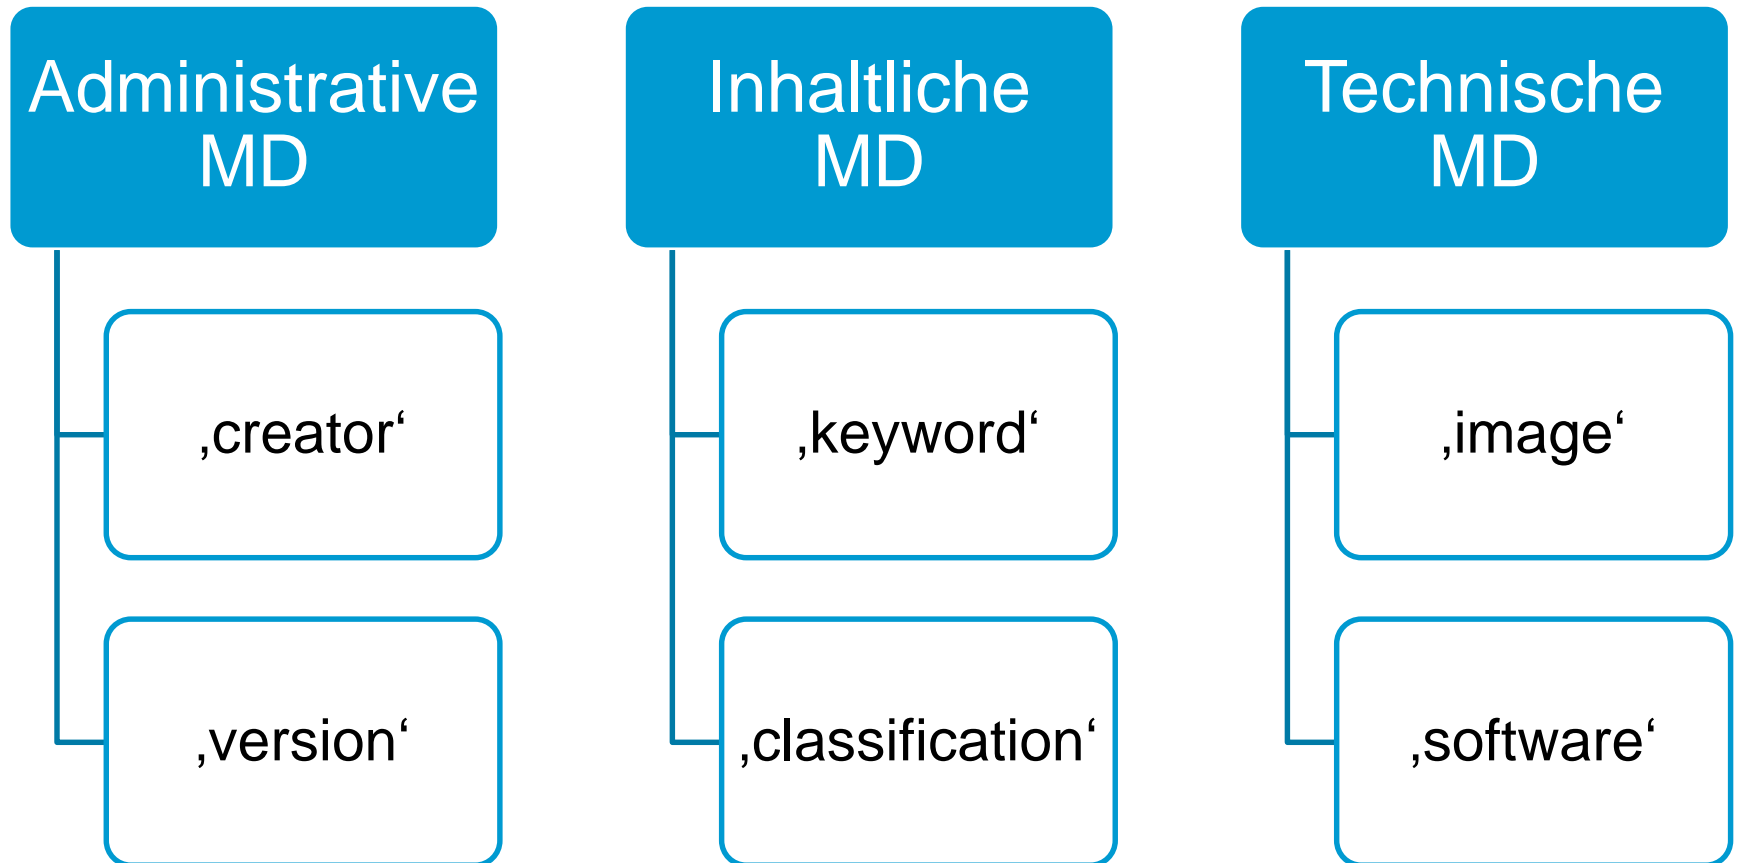 Administrative
MD
‚creator‘
‚version‘
Inhaltliche
MD
‚keyword‘
‚classification‘
Technische
MD
‚image‘
‚software‘